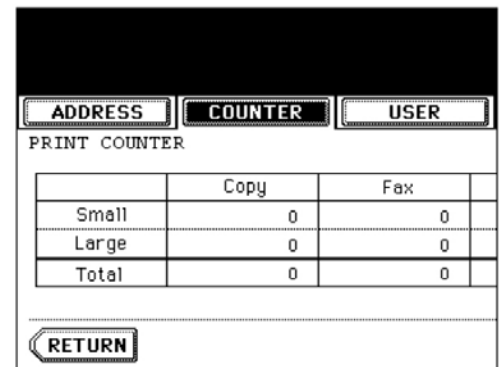 ADDRESS COUNTER USER
PRINT COUNTER
Copy Fax
Small 0 0
Large 0 0
Total 0 0
RETURN